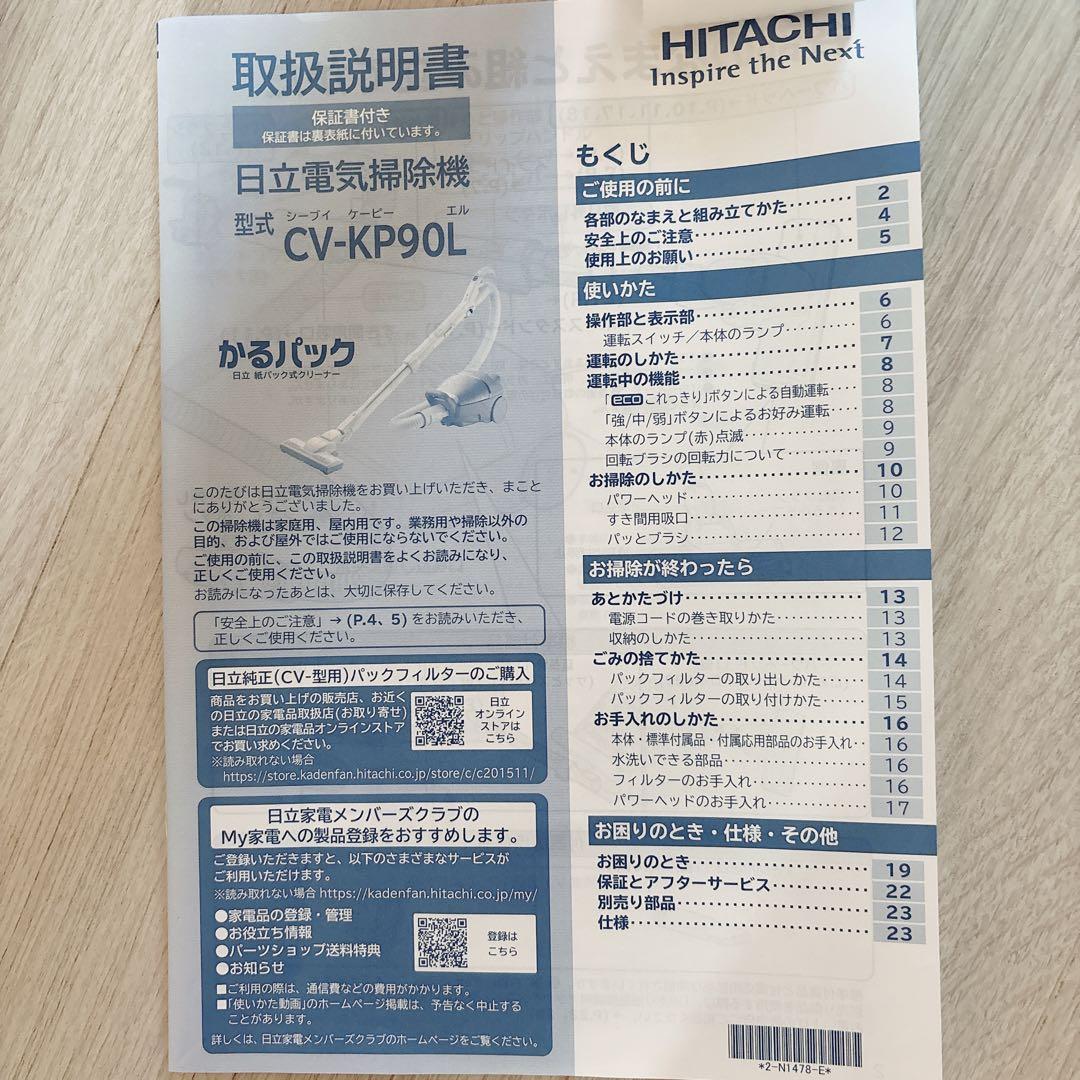 取扱説明書
保証書付き
保証書は裏表紙に付いています。
日立電気掃除機
シーブイ ケーピー エル
型式 CV-KP90L
かるパック
日立 紙パック式クリーナー
このたびは日立電気掃除機をお買い上げいただき、まこと
にありがとうございました。
この掃除機は家庭用、屋内用です。業務用や掃除以外の
目的、および屋外ではご使用にならないでください。
ご使用の前に、この取扱説明書をよくお読みになり、
正しくご使用ください。
お読みになったあとは、大切に保存してください。
「安全上のご注意」→(P.4、5)をお読みいただき、
正しくご使用ください。
日立純正(CV-型用)パックフィルターのご購入
商品をお買い上げの販売店、お近く
の日立の家電品取扱店(お取り寄せ)
または日立の家電品オンラインストア
でお買い求めください。
※読み取れない場合
https://store.kadenfan.hitachi.co.jp/store/c/c201511/
日立
オンライン
ストアは
こちら
日立家電メンバーズクラブの
My家電への製品登録をおすすめします。
ご登録いただきますと、以下のさまざまなサービスが
ご利用いただけます。
※読み取れない場合 https://kadenfan.hitachi.co.jp/my/
●家電品の登録・管理
●お役立ち情報
●パーツショップ送料特典
●お知らせ
登録は
こちら
■ご利用の際は、通信費などの費用がかかります。
■「使いかた動画」のホームページ掲載は、予告なく中止する
ことがあります。
詳しくは、日立家電メンバーズクラブのホームページをご覧ください。
HITACHI
Inspire the Next
もくじ
ご使用の前に
各部のなまえと組み立てかた········ 2
安全上のご注意···················· 4
使用上のお願い···················· 5
使いかた
操作部と表示部···················· 6
運転スイッチ/本体のランプ·········· 6
運転のしかた······················ 7
運転中の機能······················ 8
「ecoこれっきり」ボタンによる自動運転···· 8
「強/中/弱」ボタンによるお好み運転···· 8
本体のランプ(赤)点滅·············· 9
回転ブラシの回転力について·········· 9
お掃除のしかた···················· 10
パワーヘッド······················ 10
すき間用吸口······················ 11
パッとブラシ······················ 12
お掃除が終わったら
あとかたづけ······················ 13
電源コードの巻き取りかた············ 13
収納のしかた······················ 13
ごみの捨てかた···················· 14
パックフィルターの取り出しかた······ 14
パックフィルターの取り付けかた······ 15
お手入れのしかた·················· 16
本体・標準付属品・付属応用部品のお手入れ·· 16
水洗いできる部品·················· 16
フィルターのお手入れ·············· 16
パワーヘッドのお手入れ············ 17
お困りのとき・仕様・その他
お困りのとき······················ 19
保証とアフターサービス············ 22
別売り部品························ 23
仕様······························ 23
*2-N1478-E*